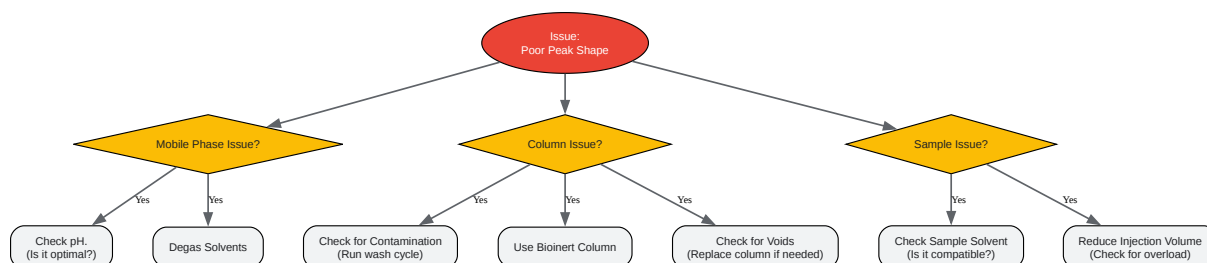 Issue:
Poor Peak Shape
Mobile Phase Issue?
Column Issue?
Sample Issue?
Yes
Yes
Yes
Yes
Yes
Yes
Yes
Check pH.
(Is it optimal?)
Degas Solvents
Check for Contamination
(Run wash cycle)
Use Bioinert Column
Check for Voids
(Replace column if needed)
Check Sample Solvent
(Is it compatible?)
Reduce Injection Volume
(Check for overload)